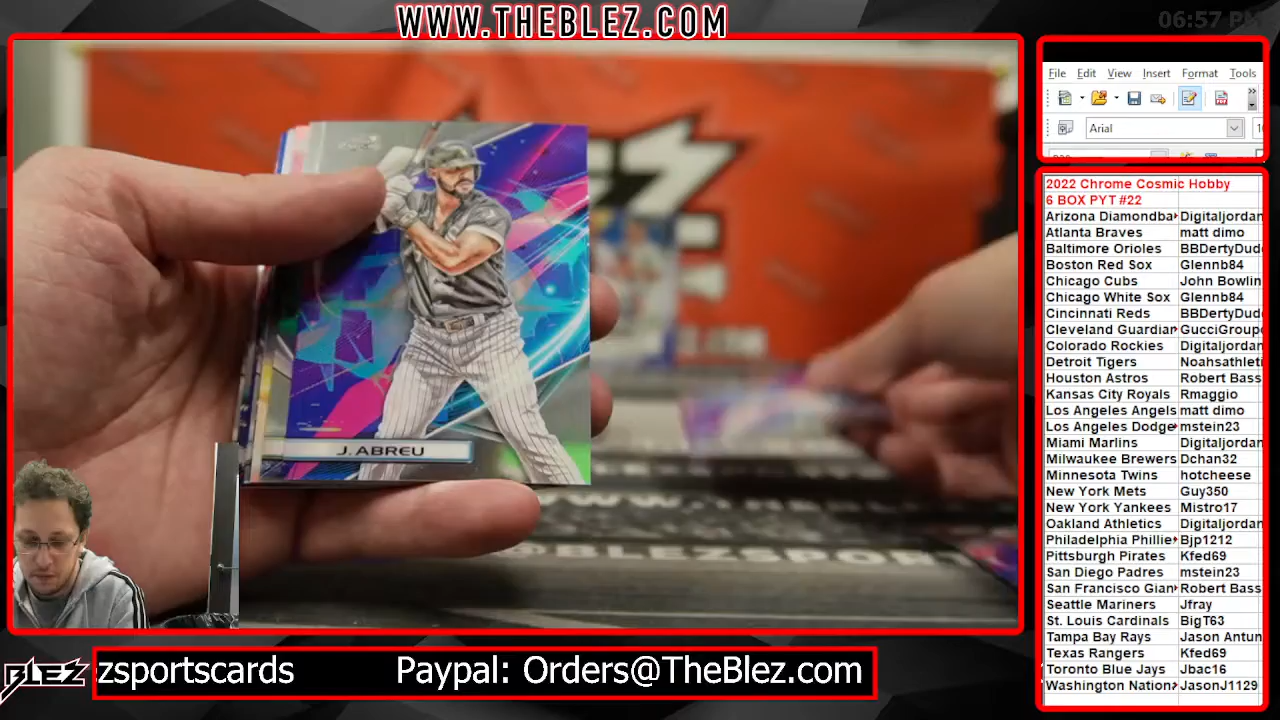 WWW.THEBLEZ.COM
File Edit View Insert Format Tools
Arial
2022 Chrome Cosmic Hobby
6 BOX PYT #22
Arizona Diamondba Digitaljordan
Atlanta Braves matt dimo
Baltimore Orioles BBDertyDud
Boston Red Sox Glennb84
Chicago Cubs John Bowlin
Chicago White Sox Glennb84
Cincinnati Reds BBDertyDud
Cleveland Guardian GucciGroup
Colorado Rockies Digitaljordan
Detroit Tigers Noahsathleti
Houston Astros Robert Bass
Kansas City Royals Rmaggio
Los Angeles Angels matt dimo
Los Angeles Dodge mstein23
Miami Marlins Digitaljordan
Milwaukee Brewers Dchan32
Minnesota Twins hotcheese
New York Mets Guy350
New York Yankees Mistro17
Oakland Athletics Digitaljordan
Philadelphia Phillie Bjp1212
Pittsburgh Pirates Kfed69
San Diego Padres mstein23
San Francisco Gian Robert Bass
Seattle Mariners Jfray
St. Louis Cardinals BigT63
Tampa Bay Rays Jason Antun
Texas Rangers Kfed69
Toronto Blue Jays Jbac16
Washington Nation JasonJ1129
J. ABREU
@BLEZSPORT
BLEZ
zsportscards Paypal: Orders@TheBlez.com
06:57 P